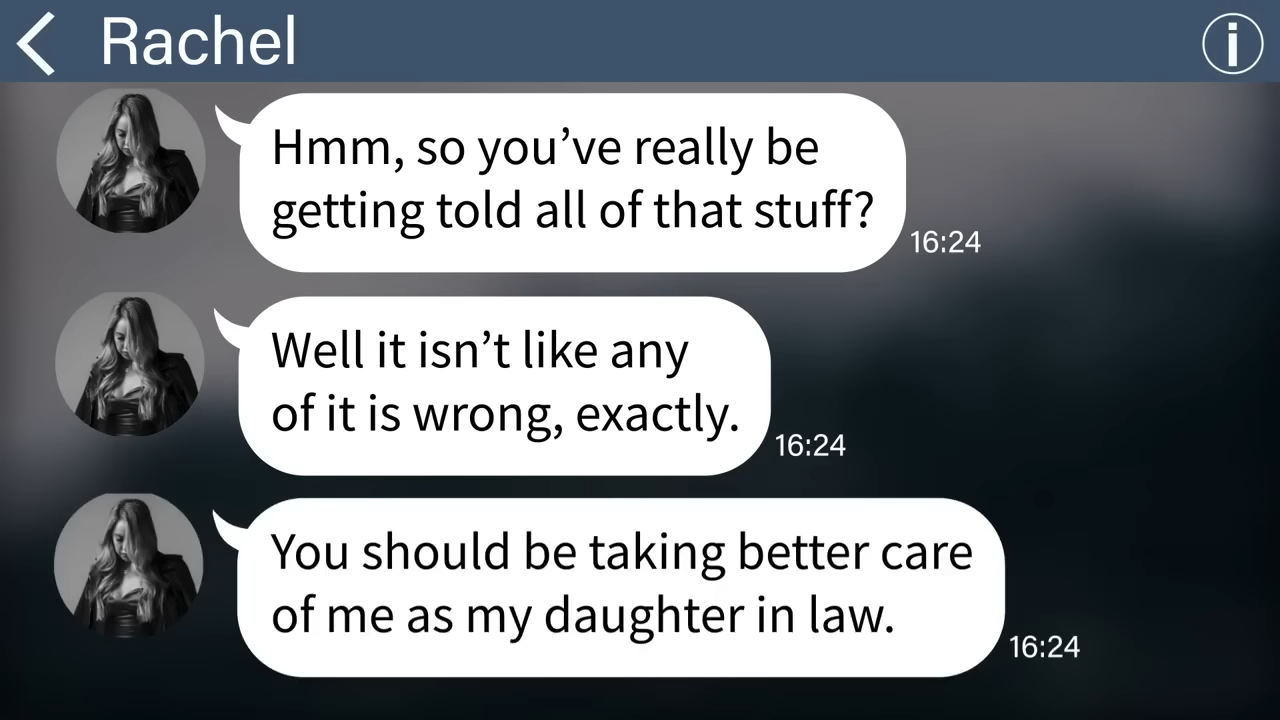 Rachel
Hmm, so you’ve really be
getting told all of that stuff?
16:24
Well it isn’t like any
of it is wrong, exactly.
16:24
You should be taking better care
of me as my daughter in law.
16:24